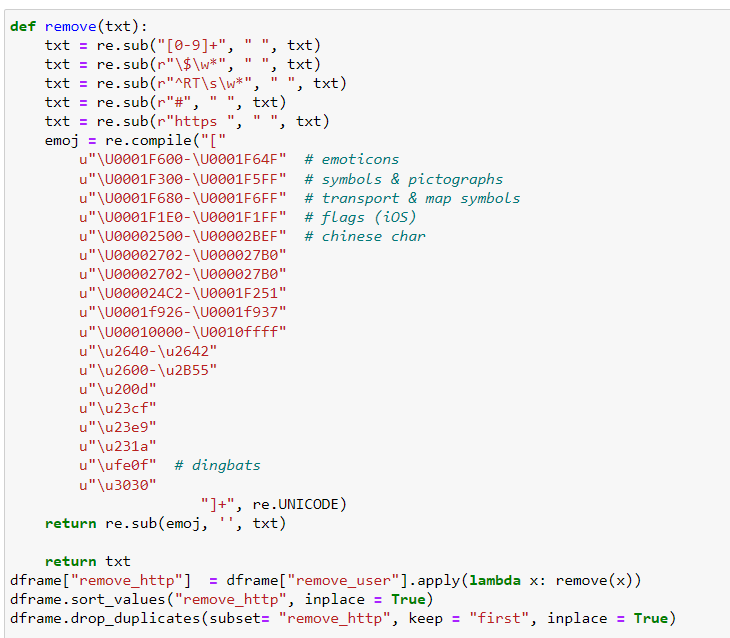 def remove(txt):
    txt = re.sub("[0-9]+", " ", txt)
    txt = re.sub(r"\$\w*", " ", txt)
    txt = re.sub(r"^RT\s\w*", " ", txt)
    txt = re.sub(r"#", " ", txt)
    txt = re.sub(r"https ", " ", txt)
    emoj = re.compile("["
        u"\U0001F600-\U0001F64F"  # emoticons
        u"\U0001F300-\U0001F5FF"  # symbols & pictographs
        u"\U0001F680-\U0001F6FF"  # transport & map symbols
        u"\U0001F1E0-\U0001F1FF"  # flags (iOS)
        u"\U00002500-\U00002BEF"  # chinese char
        u"\U00002702-\U000027B0"
        u"\U00002702-\U000027B0"
        u"\U000024C2-\U0001F251"
        u"\U0001f926-\U0001f937"
        u"\U00010000-\U0010ffff"
        u"\u2640-\u2642"
        u"\u2600-\u2B55"
        u"\u200d"
        u"\u23cf"
        u"\u23e9"
        u"\u231a"
        u"\ufe0f"  # dingbats
        u"\u3030"
                      "]+", re.UNICODE)
    return re.sub(emoj, '', txt)
    return txt
dframe["remove_http"]  = dframe["remove_user"].apply(lambda x: remove(x))
dframe.sort_values("remove_http", inplace = True)
dframe.drop_duplicates(subset= "remove_http", keep = "first", inplace = True)